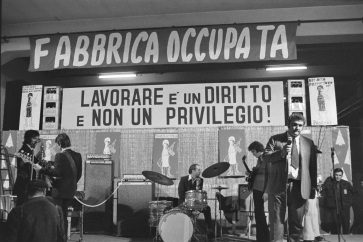 FABBRICA OCCUPATA
LAVORARE E' UN DIRITTO
E NON UN PRIVILEGIO!